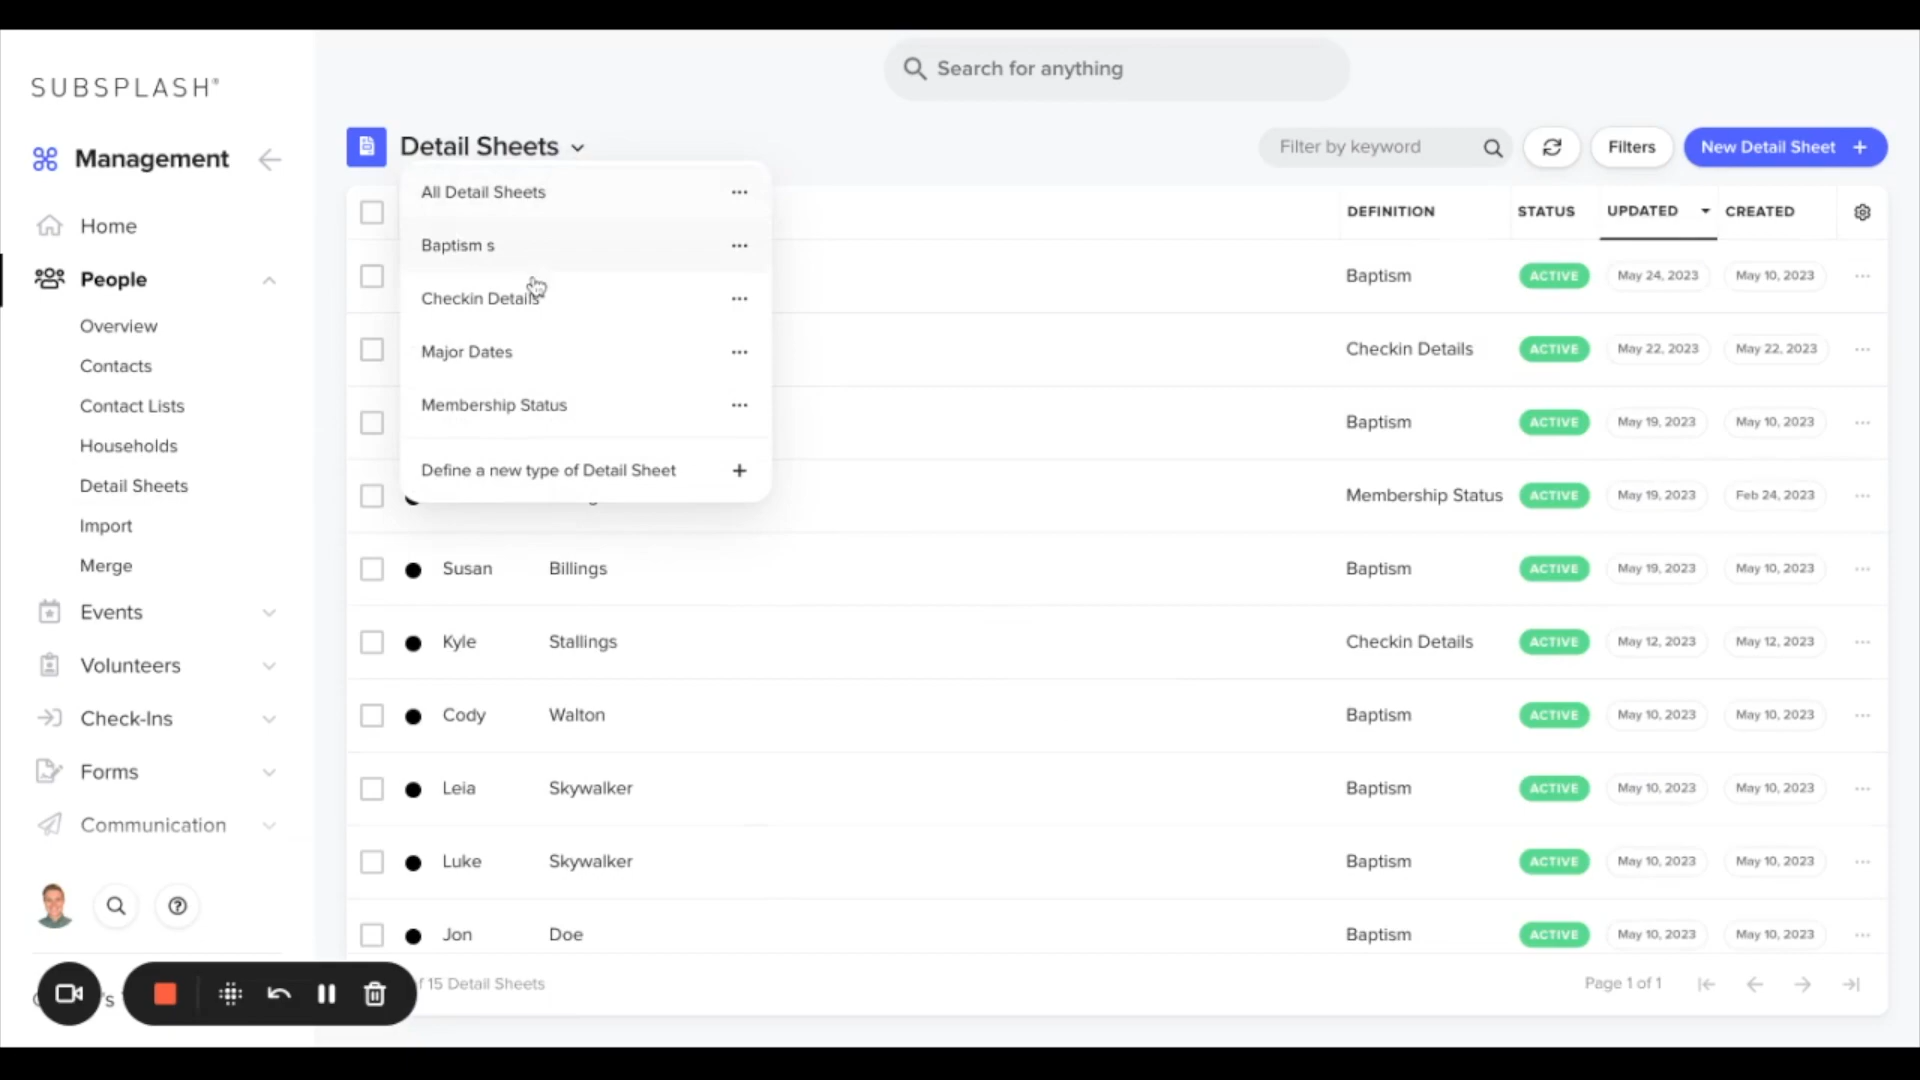 SUBSPLASH®
Search for anything
Management
Detail Sheets
Filter by keyword
Filters
New Detail Sheet +
Home
People
Overview
Contacts
Contact Lists
Households
Detail Sheets
Import
Merge
Events
Volunteers
Check-Ins
Forms
Communication
All Detail Sheets ...
Baptism s ...
Checkin Details ...
Major Dates ...
Membership Status ...
Define a new type of Detail Sheet +
DEFINITION STATUS UPDATED CREATED
Baptism ACTIVE May 24, 2023 May 10, 2023 ...
Checkin Details ACTIVE May 22, 2023 May 22, 2023 ...
Baptism ACTIVE May 19, 2023 May 10, 2023 ...
Membership Status ACTIVE May 19, 2023 Feb 24, 2023 ...
Susan Billings Baptism ACTIVE May 19, 2023 May 10, 2023 ...
Kyle Stallings Checkin Details ACTIVE May 12, 2023 May 12, 2023 ...
Cody Walton Baptism ACTIVE May 10, 2023 May 10, 2023 ...
Leia Skywalker Baptism ACTIVE May 10, 2023 May 10, 2023 ...
Luke Skywalker Baptism ACTIVE May 10, 2023 May 10, 2023 ...
Jon Doe Baptism ACTIVE May 10, 2023 May 10, 2023 ...
15 Detail Sheets
Page 1 of 1